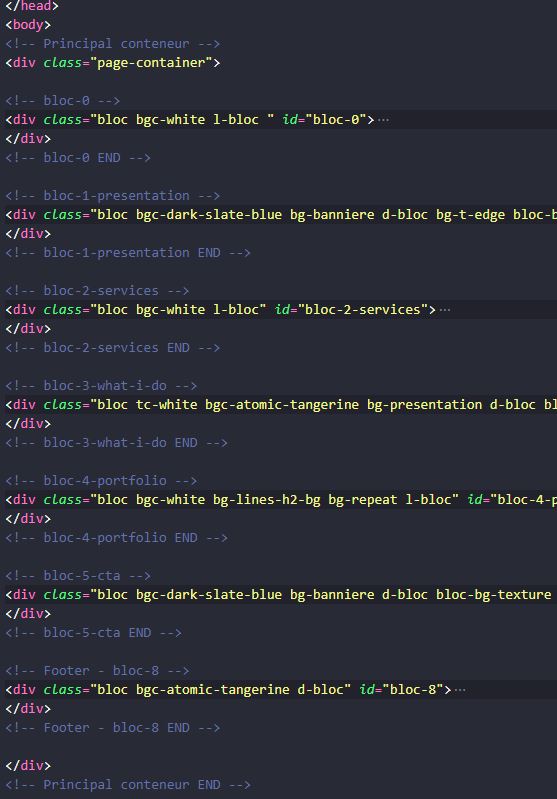 </head>
<body>
<!-- Principal conteneur -->
<div class="page-container">
<!-- bloc-0 -->
<div class="bloc bgc-white l-bloc " id="bloc-0">···
</div>
<!-- bloc-0 END -->
<!-- bloc-1-presentation -->
<div class="bloc bgc-dark-slate-blue bg-banniere d-bloc bg-t-edge bloc-b
</div>
<!-- bloc-1-presentation END -->
<!-- bloc-2-services -->
<div class="bloc bgc-white l-bloc" id="bloc-2-services">···
</div>
<!-- bloc-2-services END -->
<!-- bloc-3-what-i-do -->
<div class="bloc tc-white bgc-atomic-tangerine bg-presentation d-bloc bl
</div>
<!-- bloc-3-what-i-do END -->
<!-- bloc-4-portfolio -->
<div class="bloc bgc-white bg-lines-h2-bg bg-repeat l-bloc" id="bloc-4-p
</div>
<!-- bloc-4-portfolio END -->
<!-- bloc-5-cta -->
<div class="bloc bgc-dark-slate-blue bg-banniere d-bloc bloc-bg-texture
</div>
<!-- bloc-5-cta END -->
<!-- Footer - bloc-8 -->
<div class="bloc bgc-atomic-tangerine d-bloc" id="bloc-8">···
</div>
<!-- Footer - bloc-8 END -->
</div>
<!-- Principal conteneur END -->